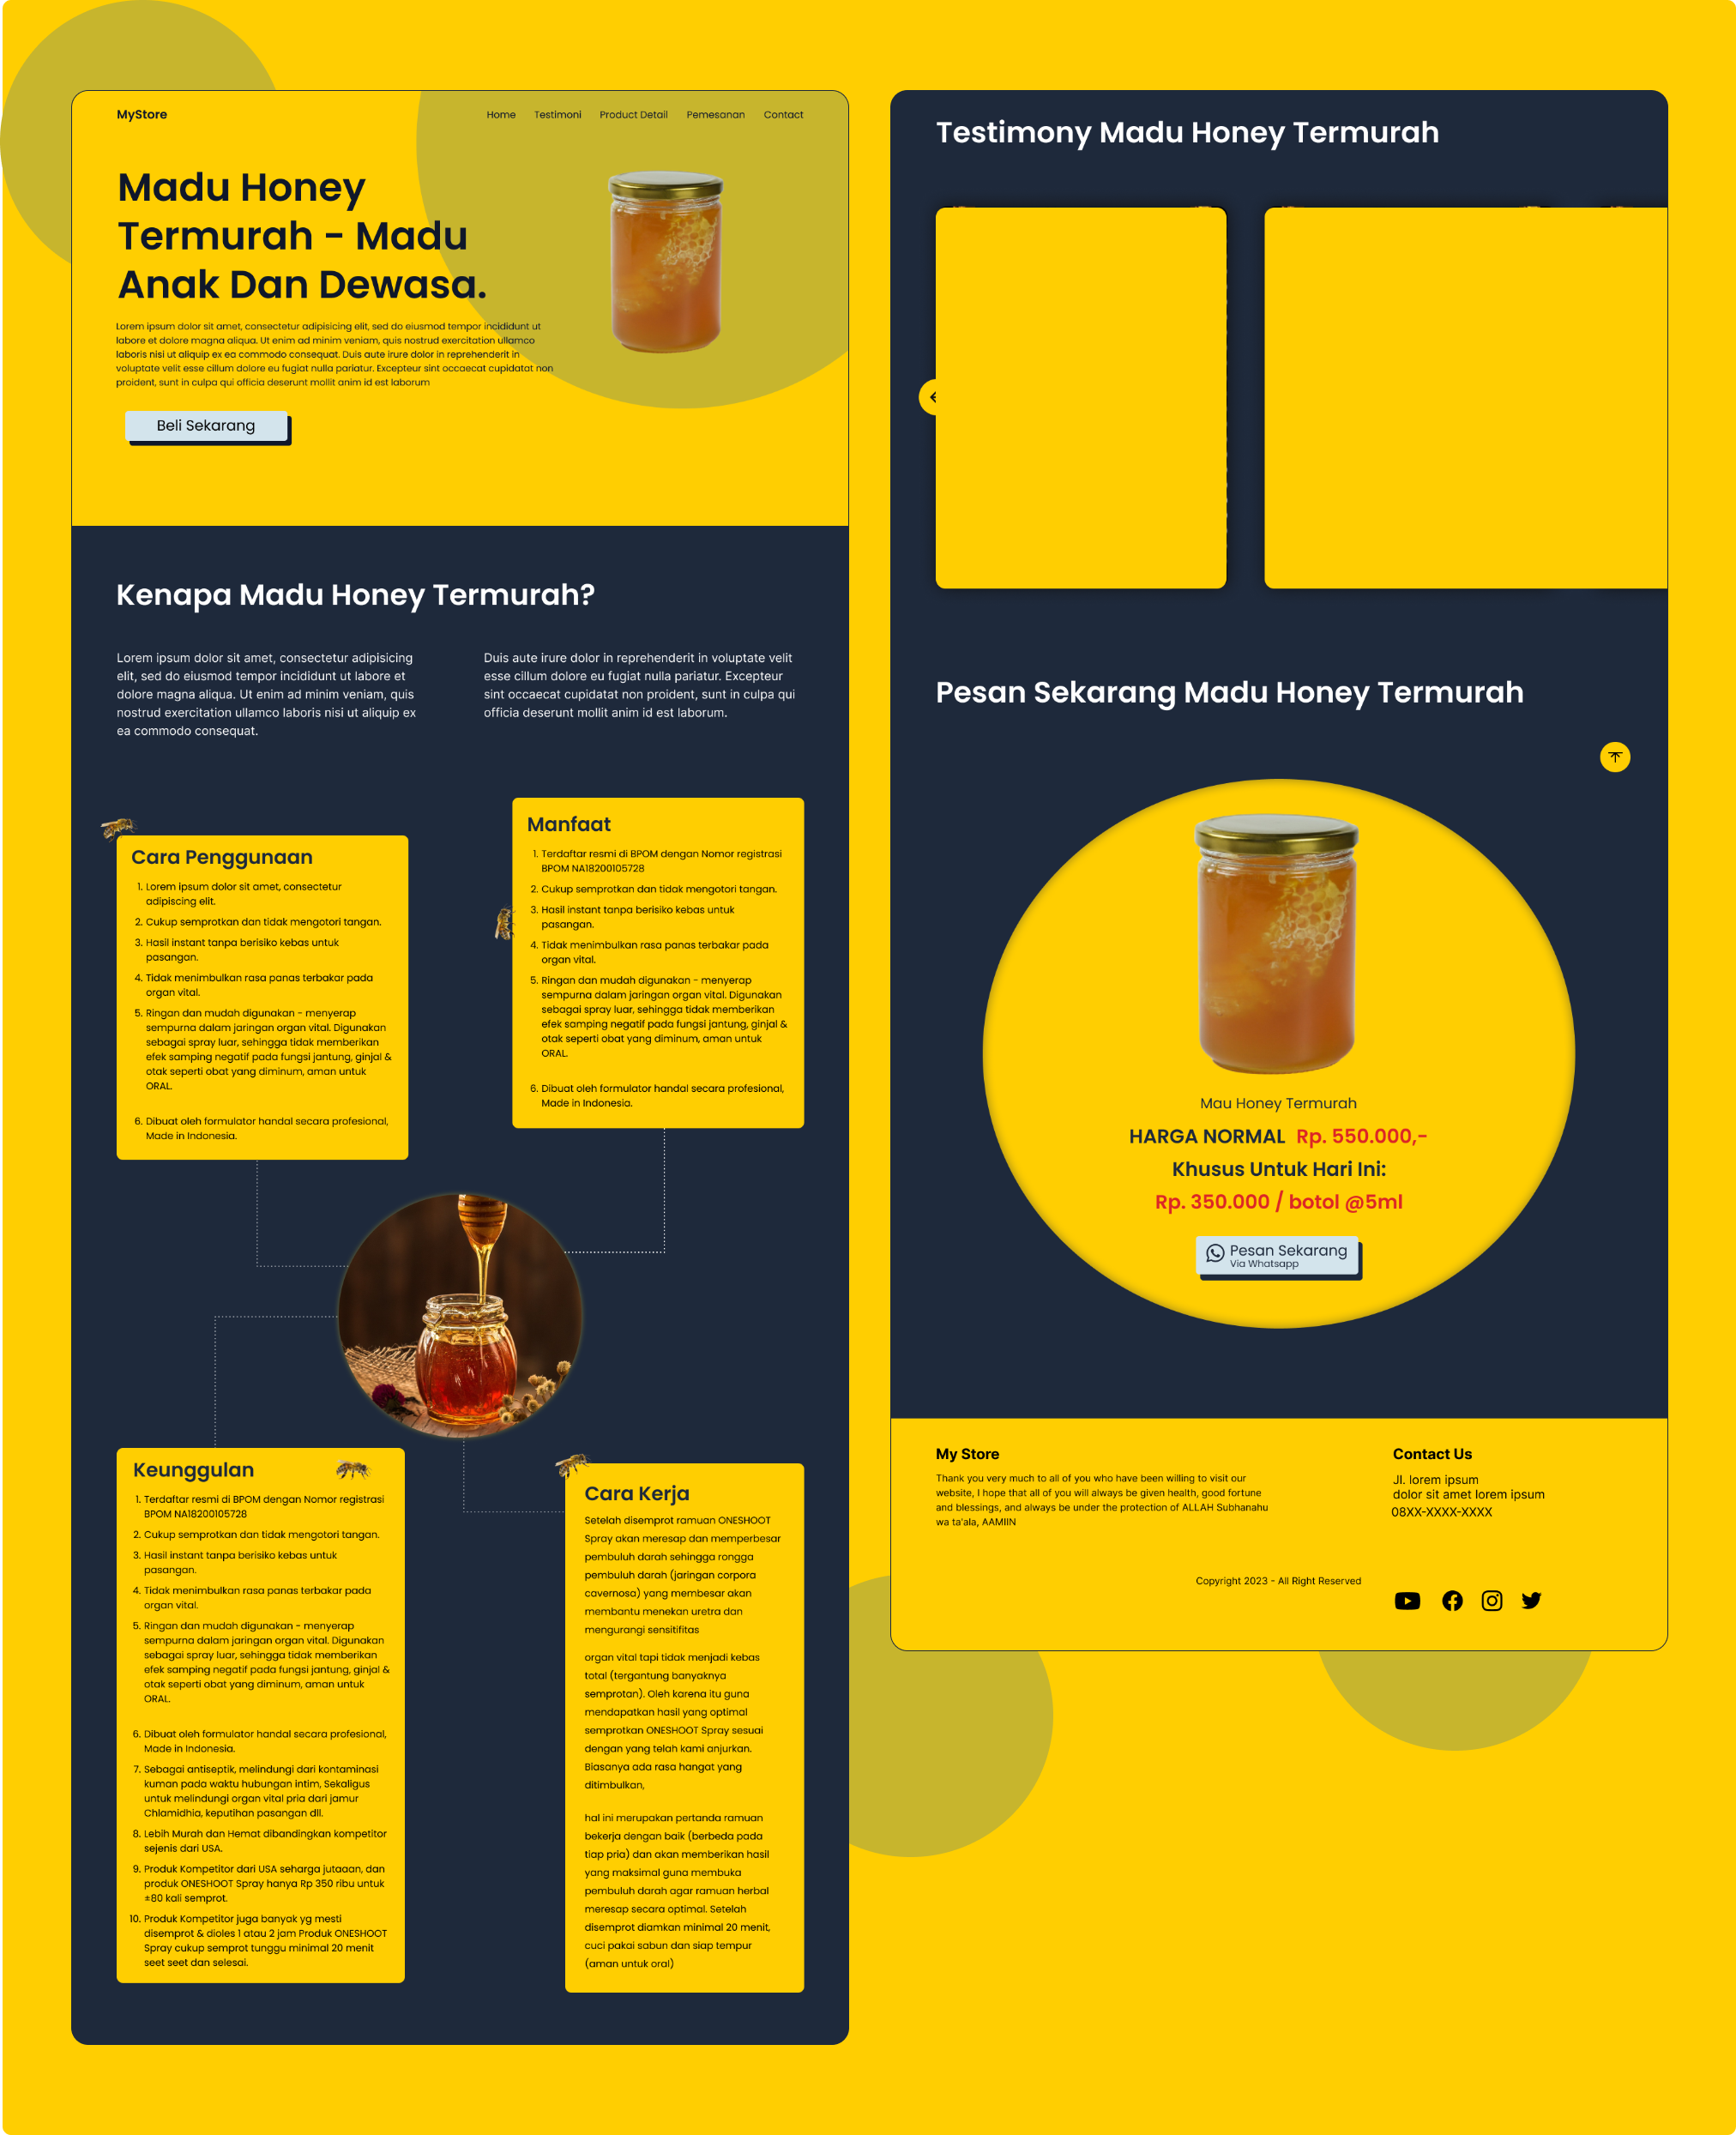 MyStore
Home Testimoni Product Detail Pemesanan Contact
Madu Honey
Termurah - Madu
Anak Dan Dewasa.
Lorem ipsum dolor sit amet, consectetur adipisicing elit, sed do eiusmod tempor incididunt ut
labore et dolore magna aliqua. Ut enim ad minim veniam, quis nostrud exercitation ullamco
laboris nisi ut aliquip ex ea commodo consequat. Duis aute irure dolor in reprehenderit in
voluptate velit esse cillum dolore eu fugiat nulla pariatur. Excepteur sint occaecat cupidatat non
proident, sunt in culpa qui officia deserunt mollit anim id est laborum
Beli Sekarang
Kenapa Madu Honey Termurah?
Lorem ipsum dolor sit amet, consectetur adipisicing
elit, sed do eiusmod tempor incididunt ut labore et
dolore magna aliqua. Ut enim ad minim veniam, quis
nostrud exercitation ullamco laboris nisi ut aliquip ex
ea commodo consequat.
Duis aute irure dolor in reprehenderit in voluptate velit
esse cillum dolore eu fugiat nulla pariatur. Excepteur
sint occaecat cupidatat non proident, sunt in culpa qui
officia deserunt mollit anim id est laborum.
Cara Penggunaan
1. Lorem ipsum dolor sit amet, consectetur
adipiscing elit.
2. Cukup semprotkan dan tidak mengotori tangan.
3. Hasil instant tanpa berisiko kebas untuk
pasangan.
4. Tidak menimbulkan rasa panas terbakar pada
organ vital.
5. Ringan dan mudah digunakan - menyerap
sempurna dalam jaringan organ vital. Digunakan
sebagai spray luar, sehingga tidak memberikan
efek samping negatif pada fungsi jantung, ginjal &
otak seperti obat yang diminum, aman untuk
ORAL.
6. Dibuat oleh formulator handal secara profesional,
Made in Indonesia.
Manfaat
1. Terdaftar resmi di BPOM dengan Nomor registrasi
BPOM NA18200105728
2. Cukup semprotkan dan tidak mengotori tangan.
3. Hasil instant tanpa berisiko kebas untuk
pasangan.
4. Tidak menimbulkan rasa panas terbakar pada
organ vital.
5. Ringan dan mudah digunakan - menyerap
sempurna dalam jaringan organ vital. Digunakan
sebagai spray luar, sehingga tidak memberikan
efek samping negatif pada fungsi jantung, ginjal &
otak seperti obat yang diminum, aman untuk
ORAL.
6. Dibuat oleh formulator handal secara profesional,
Made in Indonesia.
Keunggulan
1. Terdaftar resmi di BPOM dengan Nomor registrasi
BPOM NA18200105728
2. Cukup semprotkan dan tidak mengotori tangan.
3. Hasil instant tanpa berisiko kebas untuk
pasangan.
4. Tidak menimbulkan rasa panas terbakar pada
organ vital.
5. Ringan dan mudah digunakan - menyerap
sempurna dalam jaringan organ vital. Digunakan
sebagai spray luar, sehingga tidak memberikan
efek samping negatif pada fungsi jantung, ginjal &
otak seperti obat yang diminum, aman untuk
ORAL.
6. Dibuat oleh formulator handal secara profesional,
Made in Indonesia.
7. Sebagai antiseptik, melindungi dari kontaminasi
kuman pada waktu hubungan intim, Sekaligus
untuk melindungi organ vital pria dari jamur
Chlamidhia, keputihan pasangan dll.
8. Lebih Murah dan Hemat dibandingkan kompetitor
sejenis dari USA.
9. Produk Kompetitor dari USA seharga jutaaan, dan
produk ONESHOOT Spray hanya Rp 350 ribu untuk
±80 kali semprot.
10. Produk Kompetitor juga banyak yg mesti
disemprot & dioles 1 atau 2 jam Produk ONESHOOT
Spray cukup semprot tunggu minimal 20 menit
seet seet dan selesai.
Cara Kerja
Setelah disemprot ramuan ONESHOOT
Spray akan meresap dan memperbesar
pembuluh darah sehingga rongga
pembuluh darah (jaringan corpora
cavernosa) yang membesar akan
membantu menekan uretra dan
mengurangi sensitifitas
organ vital tapi tidak menjadi kebas
total (tergantung banyaknya
semprotan). Oleh karena itu guna
mendapatkan hasil yang optimal
semprotkan ONESHOOT Spray sesuai
dengan yang telah kami anjurkan.
Biasanya ada rasa hangat yang
ditimbulkan,
hal ini merupakan pertanda ramuan
bekerja dengan baik (berbeda pada
tiap pria) dan akan memberikan hasil
yang maksimal guna membuka
pembuluh darah agar ramuan herbal
meresap secara optimal. Setelah
disemprot diamkan minimal 20 menit,
cuci pakai sabun dan siap tempur
(aman untuk oral)
Testimony Madu Honey Termurah
Pesan Sekarang Madu Honey Termurah
Mau Honey Termurah
HARGA NORMAL Rp. 550.000,-
Khusus Untuk Hari Ini:
Rp. 350.000 / botol @5ml
Pesan Sekarang
Via Whatsapp
My Store
Thank you very much to all of you who have been willing to visit our
website, I hope that all of you will always be given health, good fortune
and blessings, and always be under the protection of ALLAH Subhanahu
wa ta'ala, AAMIIN
Contact Us
Jl. lorem ipsum
dolor sit amet lorem ipsum
08XX-XXXX-XXXX
Copyright 2023 - All Right Reserved